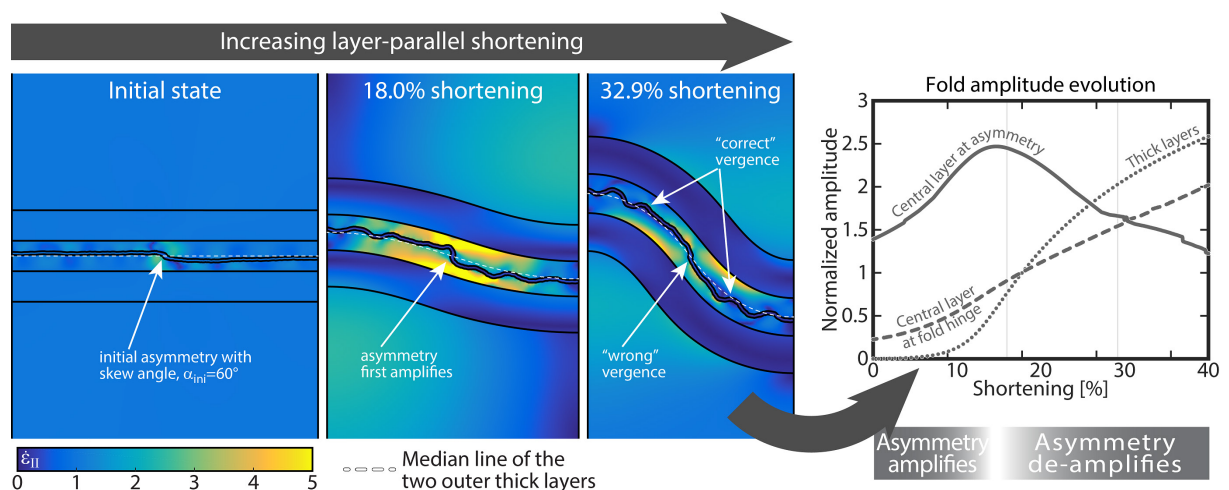 Increasing layer-parallel shortening
Initial state
initial asymmetry with
skew angle, αini=60°
18.0% shortening
asymmetry
first amplifies
32.9% shortening
"correct"
vergence
"wrong"
vergence
ε̇II
0 1 2 3 4 5
Median line of the
two outer thick layers
Fold amplitude evolution
Normalized amplitude
3
2.5
2
1.5
1
0.5
0
Central layer at asymmetry
Thick layers
Central layer
at fold hinge
10 20 30 40
Shortening [%]
Asymmetry
amplifies
Asymmetry
de-amplifies